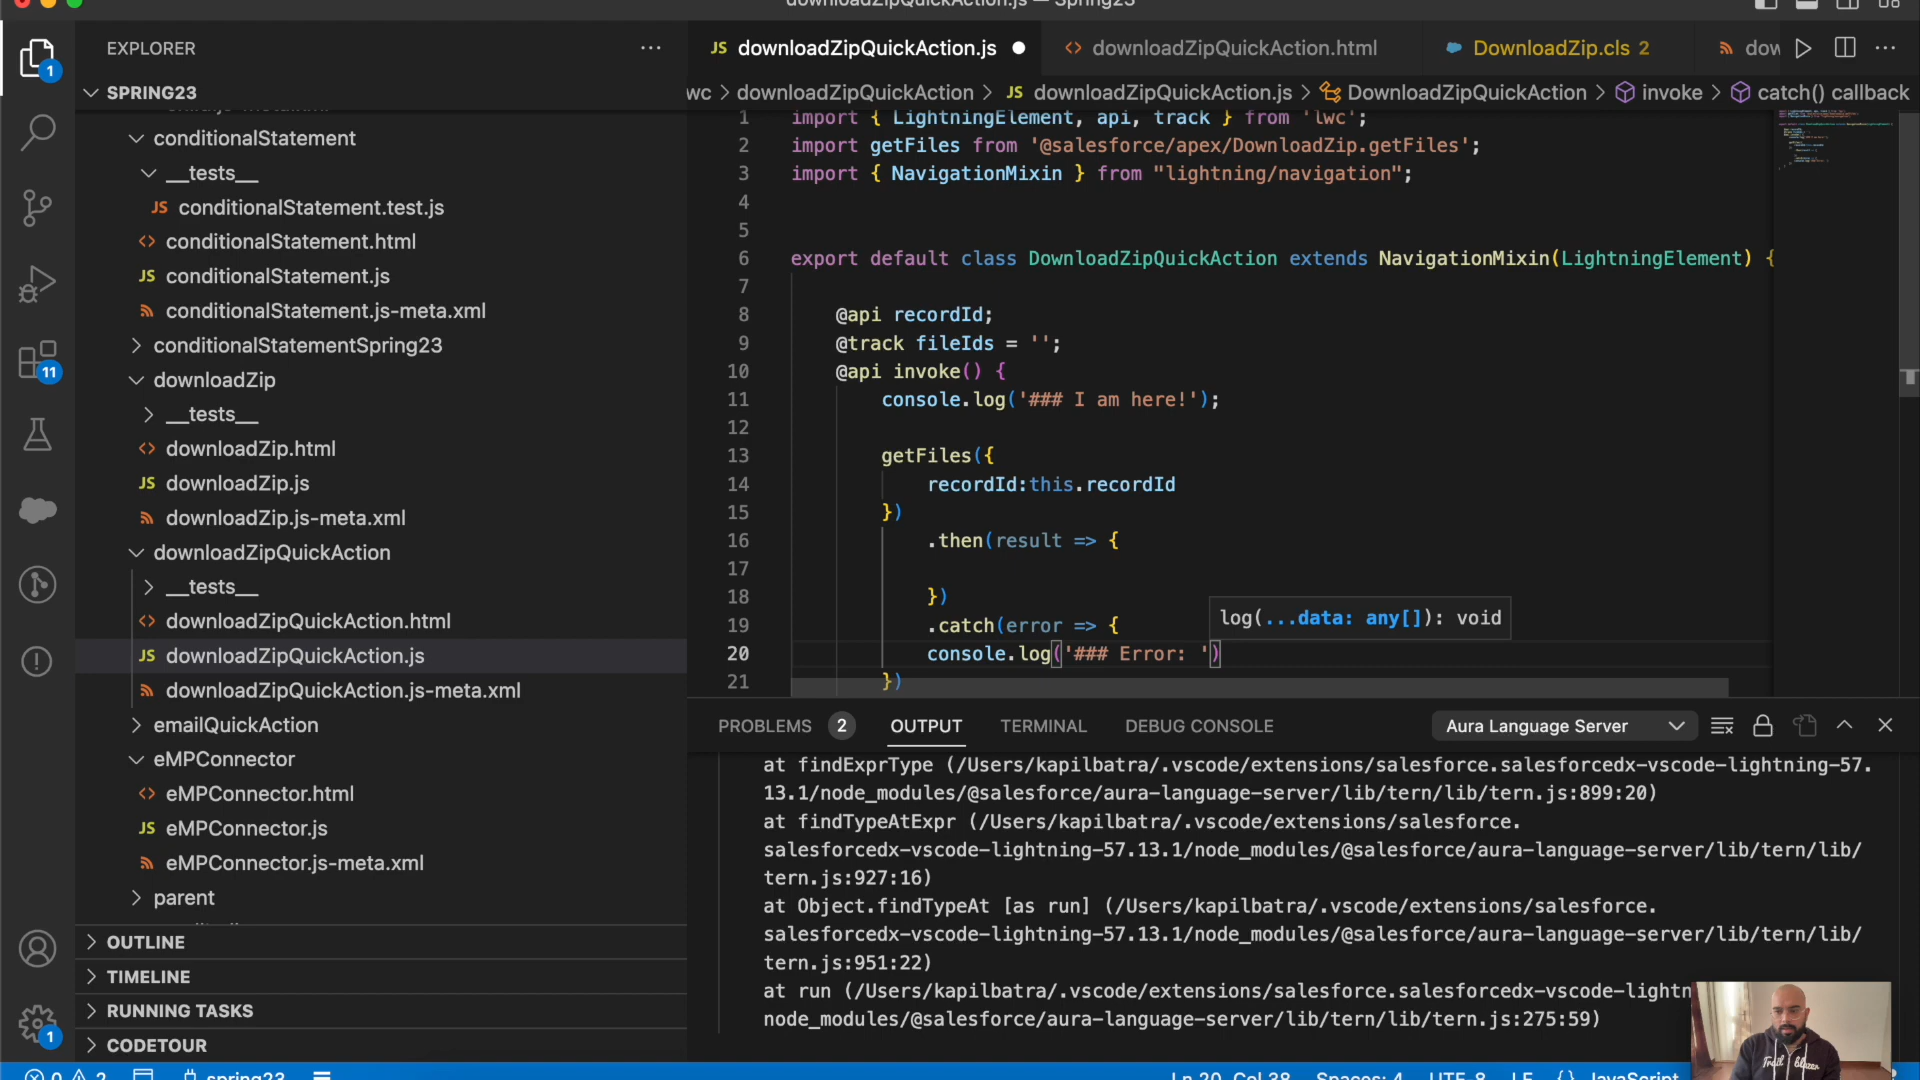 downloadZipQuickAction.js — Spring23
EXPLORER
SPRING23
conditionalStatement
__tests__
conditionalStatement.test.js
conditionalStatement.html
conditionalStatement.js
conditionalStatement.js-meta.xml
conditionalStatementSpring23
downloadZip
__tests__
downloadZip.html
downloadZip.js
downloadZip.js-meta.xml
downloadZipQuickAction
__tests__
downloadZipQuickAction.html
downloadZipQuickAction.js
downloadZipQuickAction.js-meta.xml
emailQuickAction
eMPConnector
eMPConnector.html
eMPConnector.js
eMPConnector.js-meta.xml
parent
OUTLINE
TIMELINE
RUNNING TASKS
CODETOUR
1
11
1
JS downloadZipQuickAction.js
downloadZipQuickAction.html
DownloadZip.cls 2
dow
wc > downloadZipQuickAction > JS downloadZipQuickAction.js > DownloadZipQuickAction > invoke > catch() callback
1 import { LightningElement, api, track } from 'lwc';
2 import getFiles from '@salesforce/apex/DownloadZip.getFiles';
3 import { NavigationMixin } from "lightning/navigation";
4
5
6 export default class DownloadZipQuickAction extends NavigationMixin(LightningElement) {
7
8 @api recordId;
9 @track fileIds = '';
10 @api invoke() {
11 console.log('### I am here!');
12
13 getFiles({
14 recordId:this.recordId
15 })
16 .then(result => {
17
18 })
19 .catch(error => {
20 console.log('### Error: ')
21 })
log(...data: any[]): void
PROBLEMS 2 OUTPUT TERMINAL DEBUG CONSOLE
Aura Language Server
at findExprType (/Users/kapilbatra/.vscode/extensions/salesforce.salesforcedx-vscode-lightning-57.
13.1/node_modules/@salesforce/aura-language-server/lib/tern/lib/tern.js:899:20)
at findTypeAtExpr (/Users/kapilbatra/.vscode/extensions/salesforce.
salesforcedx-vscode-lightning-57.13.1/node_modules/@salesforce/aura-language-server/lib/tern/lib/
tern.js:927:16)
at Object.findTypeAt [as run] (/Users/kapilbatra/.vscode/extensions/salesforce.
salesforcedx-vscode-lightning-57.13.1/node_modules/@salesforce/aura-language-server/lib/tern/lib/
tern.js:951:22)
at run (/Users/kapilbatra/.vscode/extensions/salesforce.salesforcedx-vscode-lightn
node_modules/@salesforce/aura-language-server/lib/tern/lib/tern.js:275:59)
Trail blazer
0 2 spring23
Ln 20, Col 38 Spaces: 4 UTF-8 LF {} JavaScript